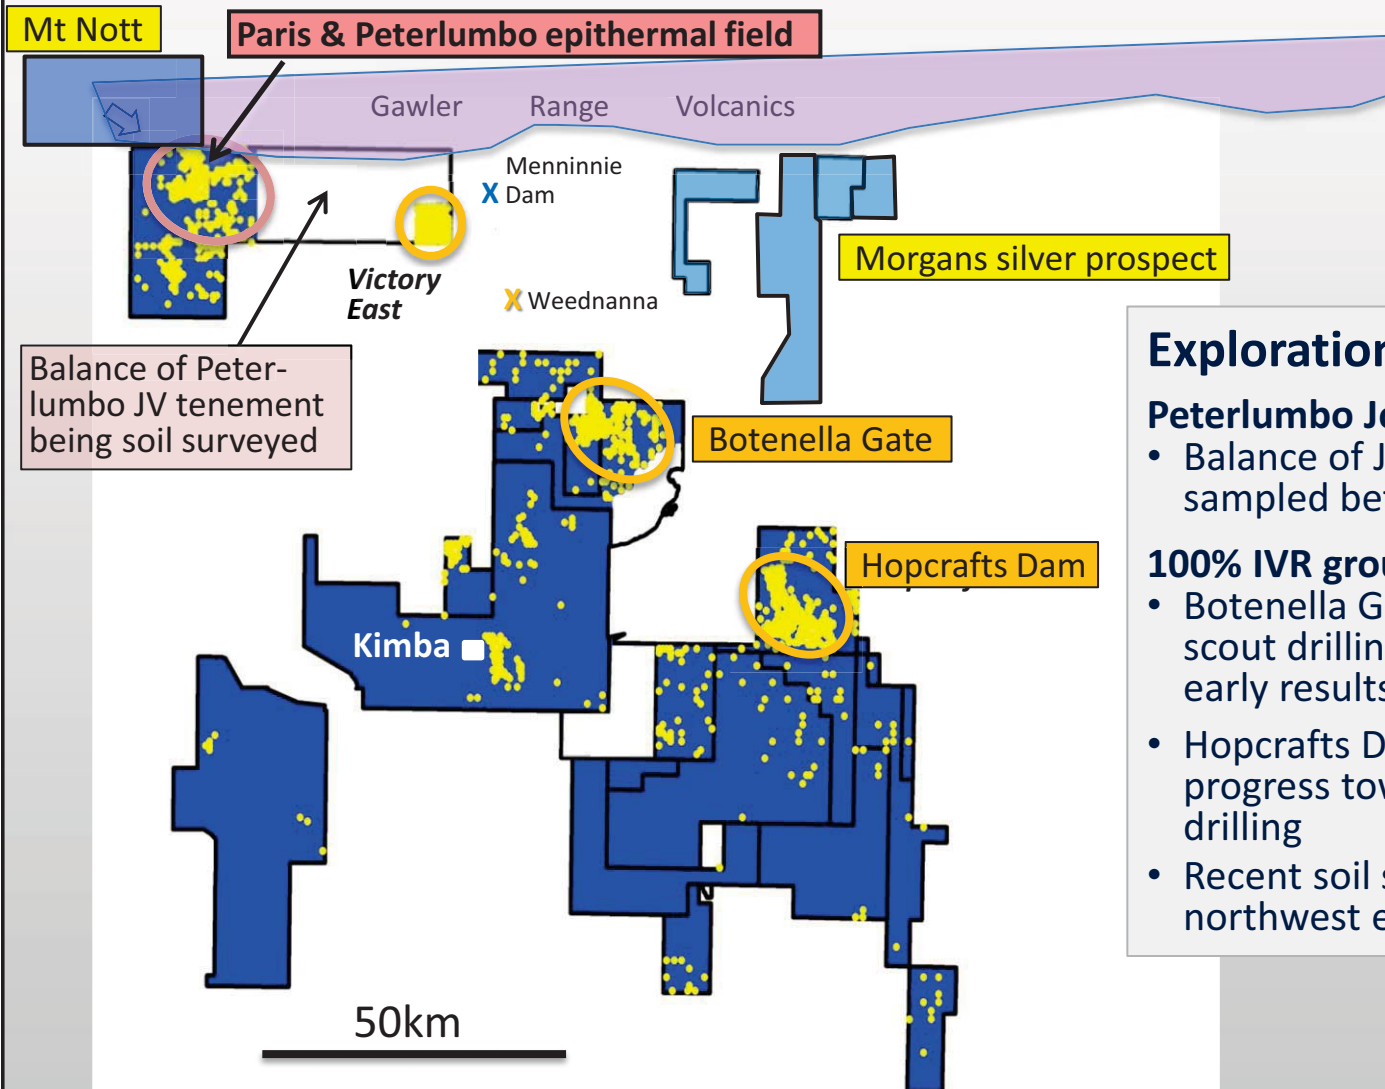 Mt Nott
Paris & Peterlumbo epithermal field
Gawler Range Volcanics
Menninnie
X Dam
Victory
East
X Weednanna
Morgans silver prospect
Balance of Peter-
lumbo JV tenement
being soil surveyed
Botenella Gate
Hopcrafts Dam
Kimba
50km
Exploration
Peterlumbo J
• Balance of J
sampled be
100% IVR grou
• Botenella G
scout drillin
early results
• Hopcrafts D
progress tow
drilling
• Recent soil s
northwest e